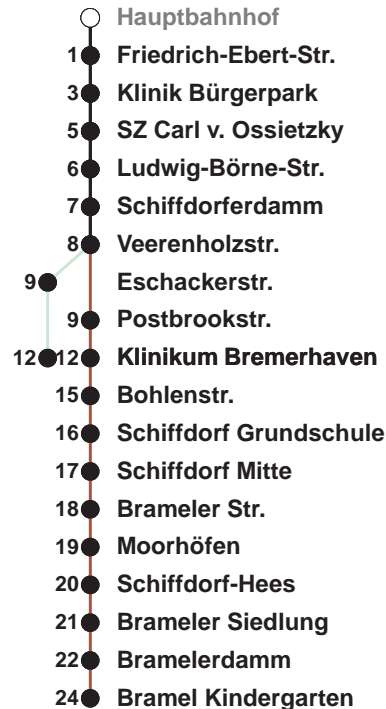 Hauptbahnhof
1 Friedrich-Ebert-Str.
3 Klinik Bürgerpark
5 SZ Carl v. Ossietzky
6 Ludwig-Börne-Str.
7 Schiffdorferdamm
8 Veerenholzstr.
9 Eschackerstr.
9 Postbrookstr.
12 12 Klinikum Bremerhaven
15 Bohlenstr.
16 Schiffdorf Grundschule
17 Schiffdorf Mitte
18 Brameler Str.
19 Moorhöfen
20 Schiffdorf-Hees
21 Brameler Siedlung
22 Bramelerdamm
24 Bramel Kindergarten